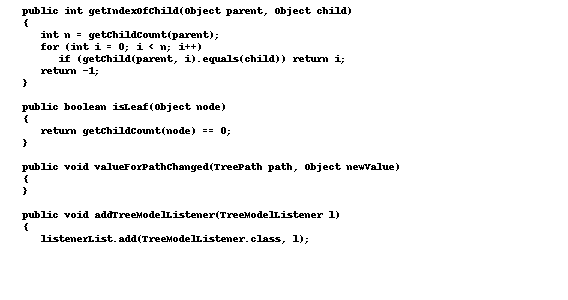 public int getIndexOfChild(Object parent, Object child)
{
   int n = getChildCount(parent);
   for (int i = 0; i < n; i++)
      if (getChild(parent, i).equals(child)) return i;
   return -1;
}

public boolean isLeaf(Object node)
{
   return getChildCount(node) == 0;
}

public void valueForPathChanged(TreePath path, Object newValue)
{
}

public void addTreeModelListener(TreeModelListener l)
{
   listenerList.add(TreeModelListener.class, l);